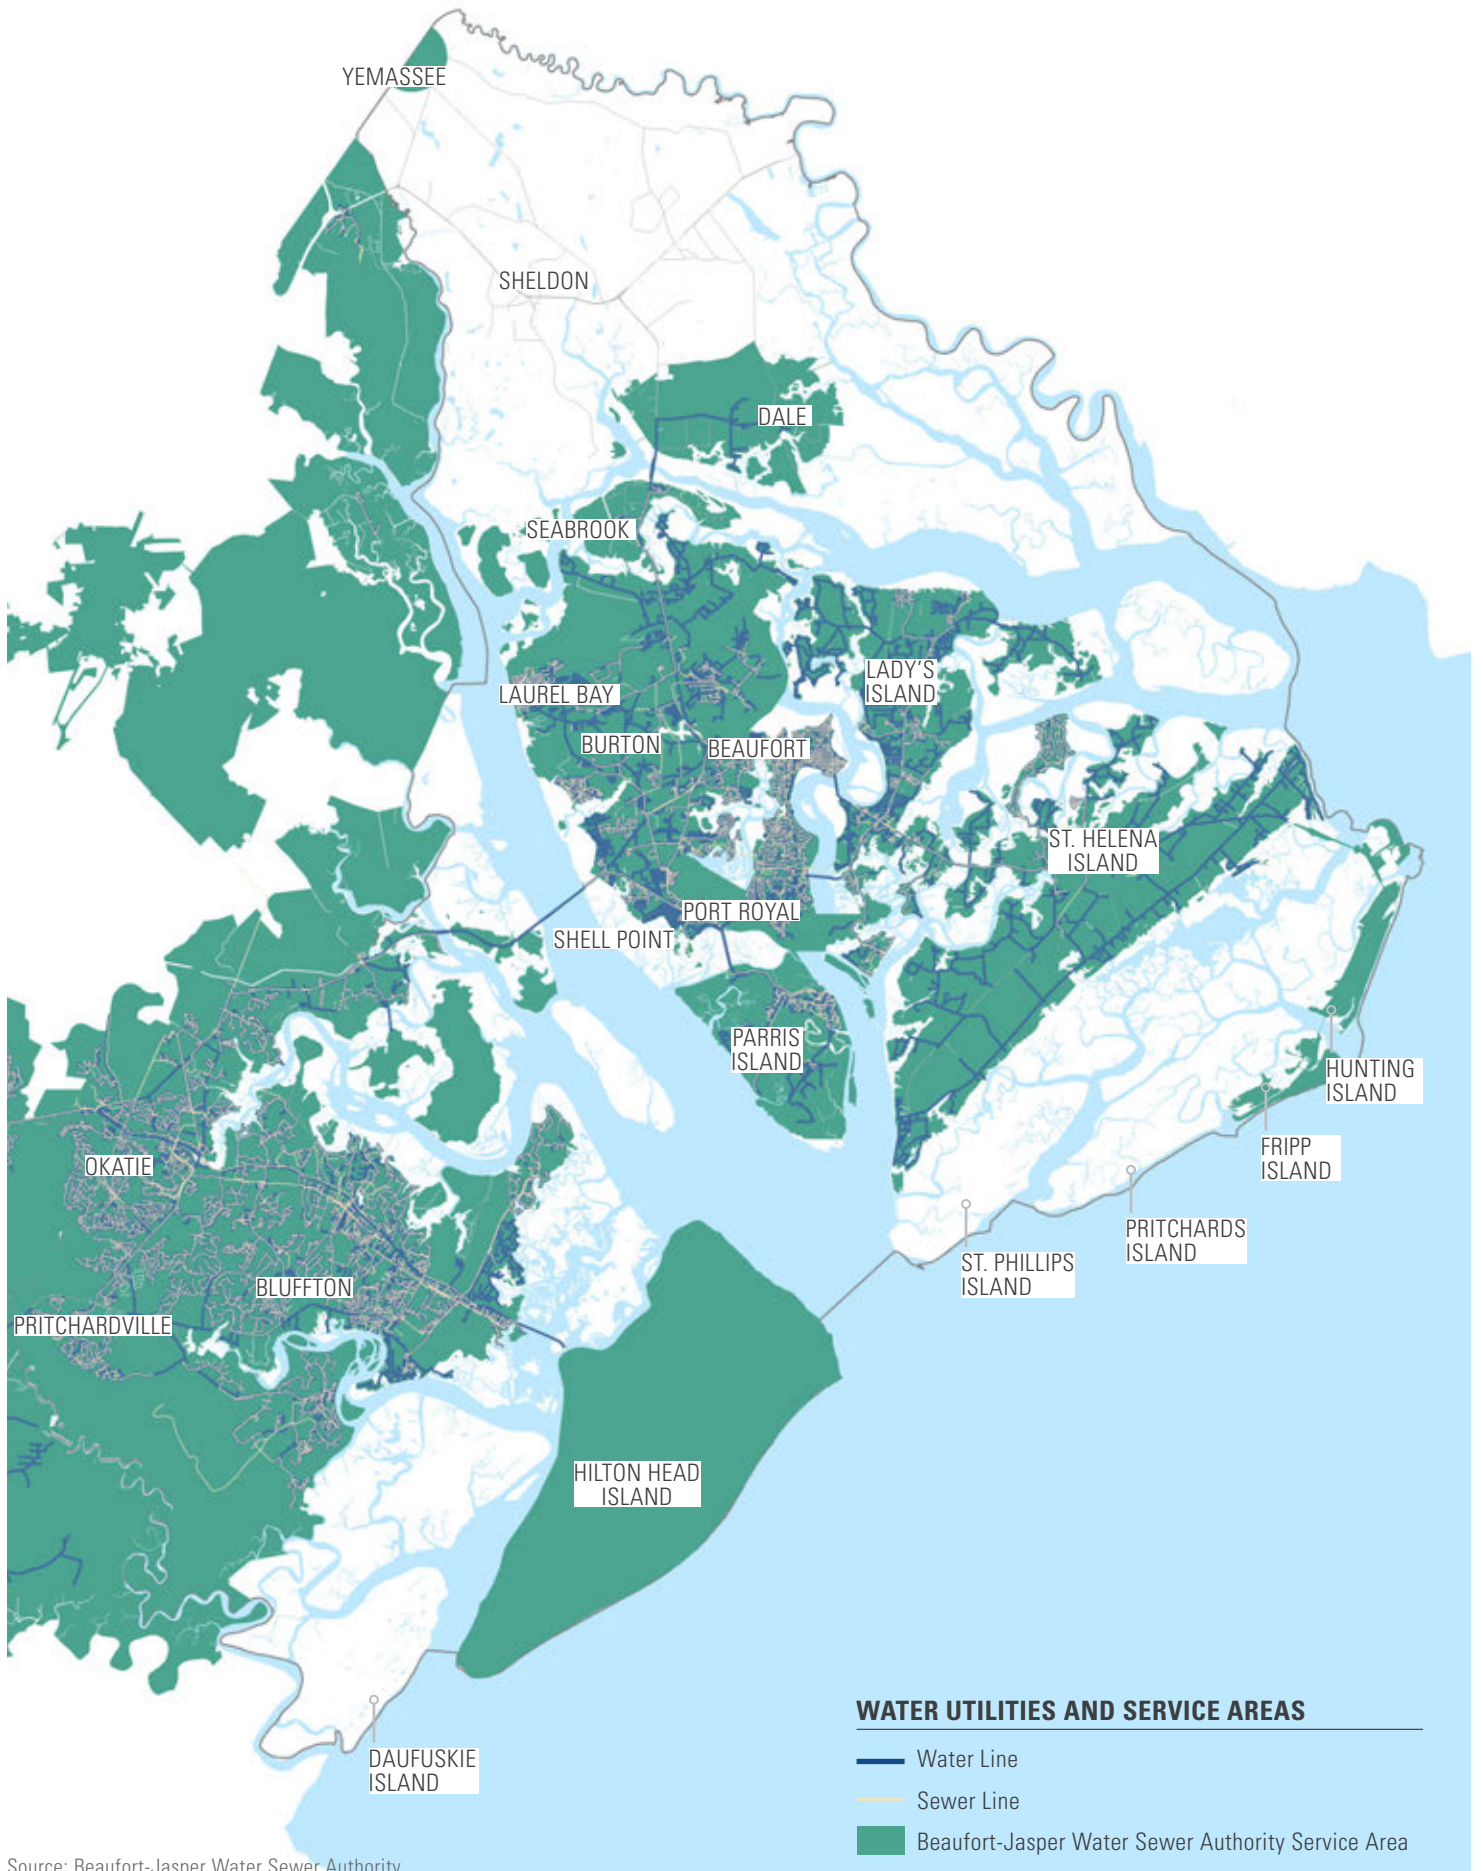 YEMASSEE
SHELDON
DALE
SEABROOK
LADY'S
ISLAND
LAUREL BAY
BURTON
BEAUFORT
ST. HELENA
ISLAND
PORT ROYAL
SHELL POINT
PARRIS
ISLAND
HUNTING
ISLAND
FRIPP
ISLAND
OKATIE
PRITCHARDS
ISLAND
ST. PHILLIPS
ISLAND
BLUFFTON
PRITCHARDVILLE
HILTON HEAD
ISLAND
DAUFUSKIE
ISLAND
WATER UTILITIES AND SERVICE AREAS
Water Line
Sewer Line
Beaufort-Jasper Water Sewer Authority Service Area
Source: Beaufort-Jasper Water Sewer Authority